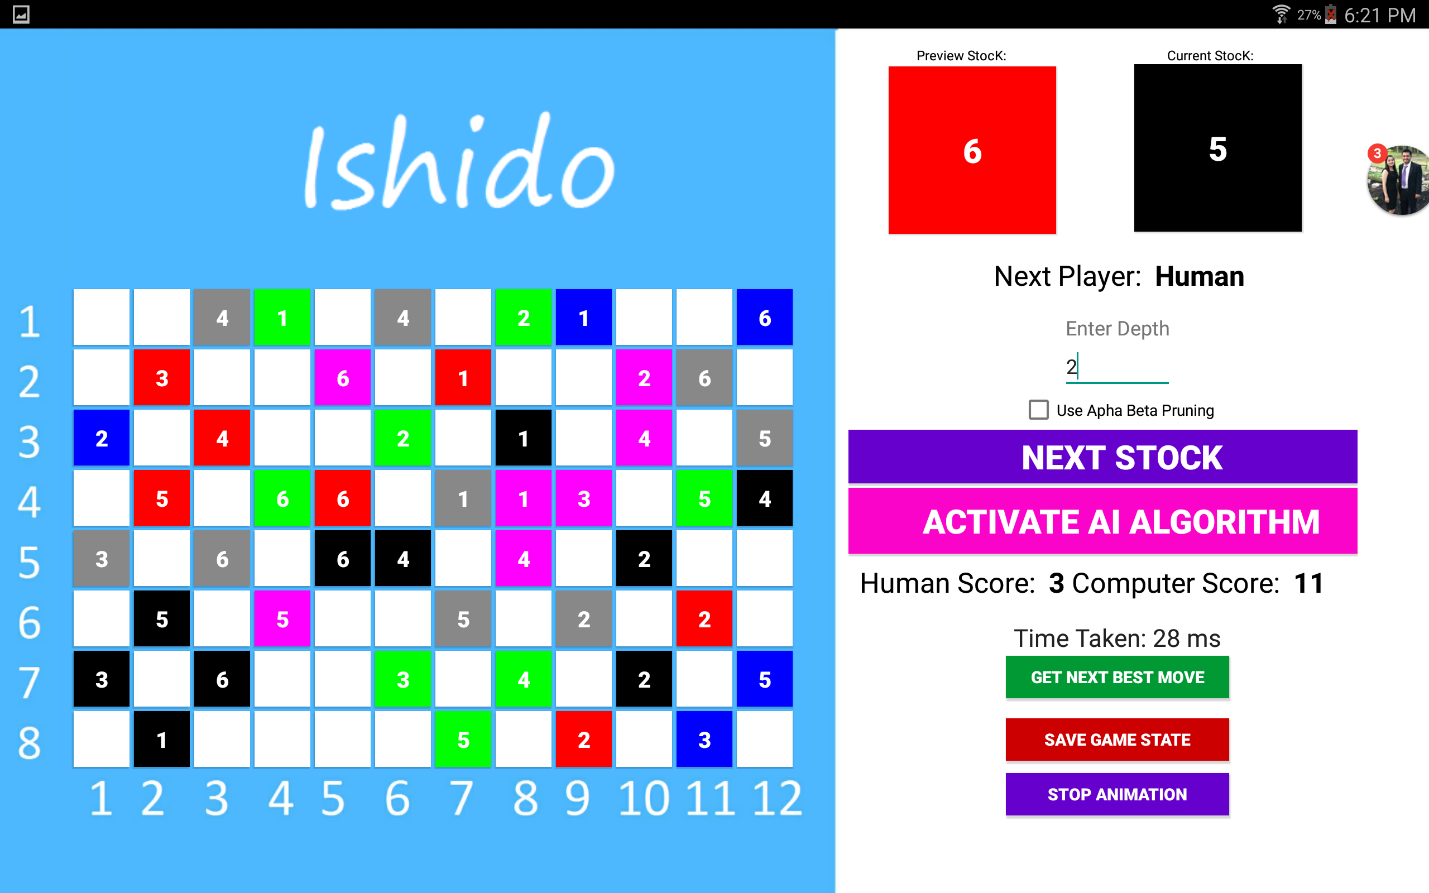 27% 6:21 PM
Preview StocK: Current StocK:
6 5
3
Ishido
Next Player: Human
Enter Depth
2
Use Apha Beta Pruning
NEXT STOCK
ACTIVATE AI ALGORITHM
Human Score: 3 Computer Score: 11
Time Taken: 28 ms
GET NEXT BEST MOVE
SAVE GAME STATE
STOP ANIMATION
1 4 1 4 2 1 6
2 3 6 1 2 6
3 2 4 2 1 4 5
4 5 6 6 1 1 3 5 4
5 3 6 6 4 4 2
6 5 5 5 2 2
7 3 6 3 4 2 5
8 1 5 2 3
1 2 3 4 5 6 7 8 9 10 11 12